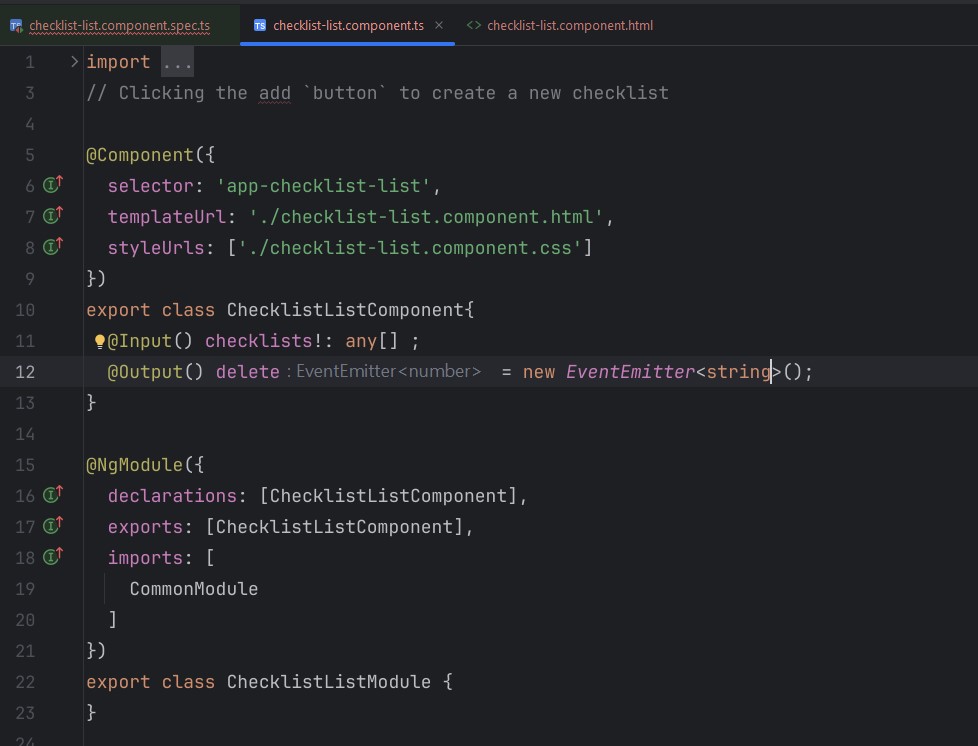 checklist-list.component.spec.ts checklist-list.component.ts × checklist-list.component.html
1 import ...
3 // Clicking the add `button` to create a new checklist
4
5 @Component({
6 selector: 'app-checklist-list',
7 templateUrl: './checklist-list.component.html',
8 styleUrls: ['./checklist-list.component.css']
9 })
10 export class ChecklistListComponent{
11 @Input() checklists!: any[] ;
12 @Output() delete : EventEmitter<number> = new EventEmitter<string>();
13 }
14
15 @NgModule({
16 declarations: [ChecklistListComponent],
17 exports: [ChecklistListComponent],
18 imports: [
19 CommonModule
20 ]
21 })
22 export class ChecklistListModule {
23 }
24